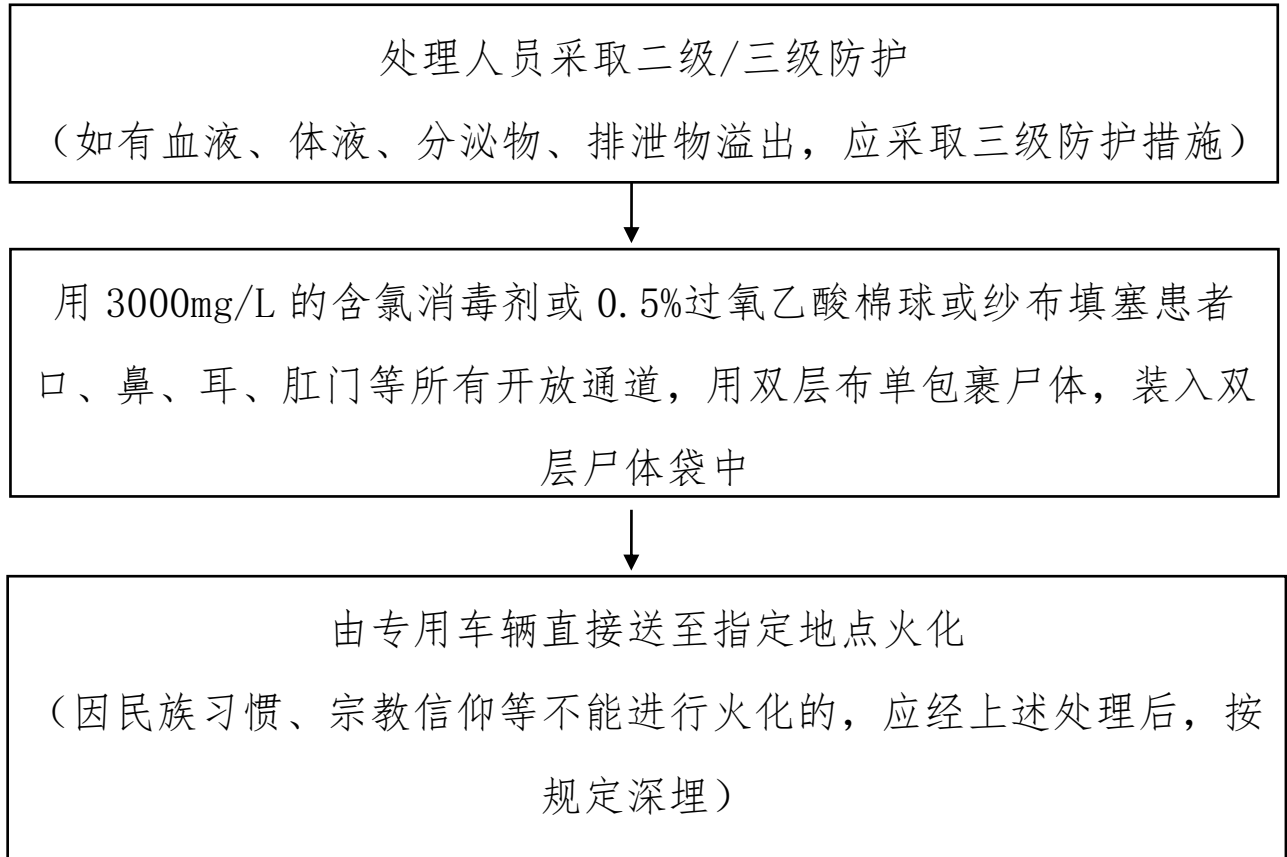 处理人员采取二级/三级防护
（如有血液、体液、分泌物、排泄物溢出，应采取三级防护措施）
用 3000mg/L 的含氯消毒剂或 0.5%过氧乙酸棉球或纱布填塞患者
口、鼻、耳、肛门等所有开放通道，用双层布单包裹尸体，装入双
层尸体袋中
由专用车辆直接送至指定地点火化
（因民族习惯、宗教信仰等不能进行火化的，应经上述处理后，按
规定深埋）